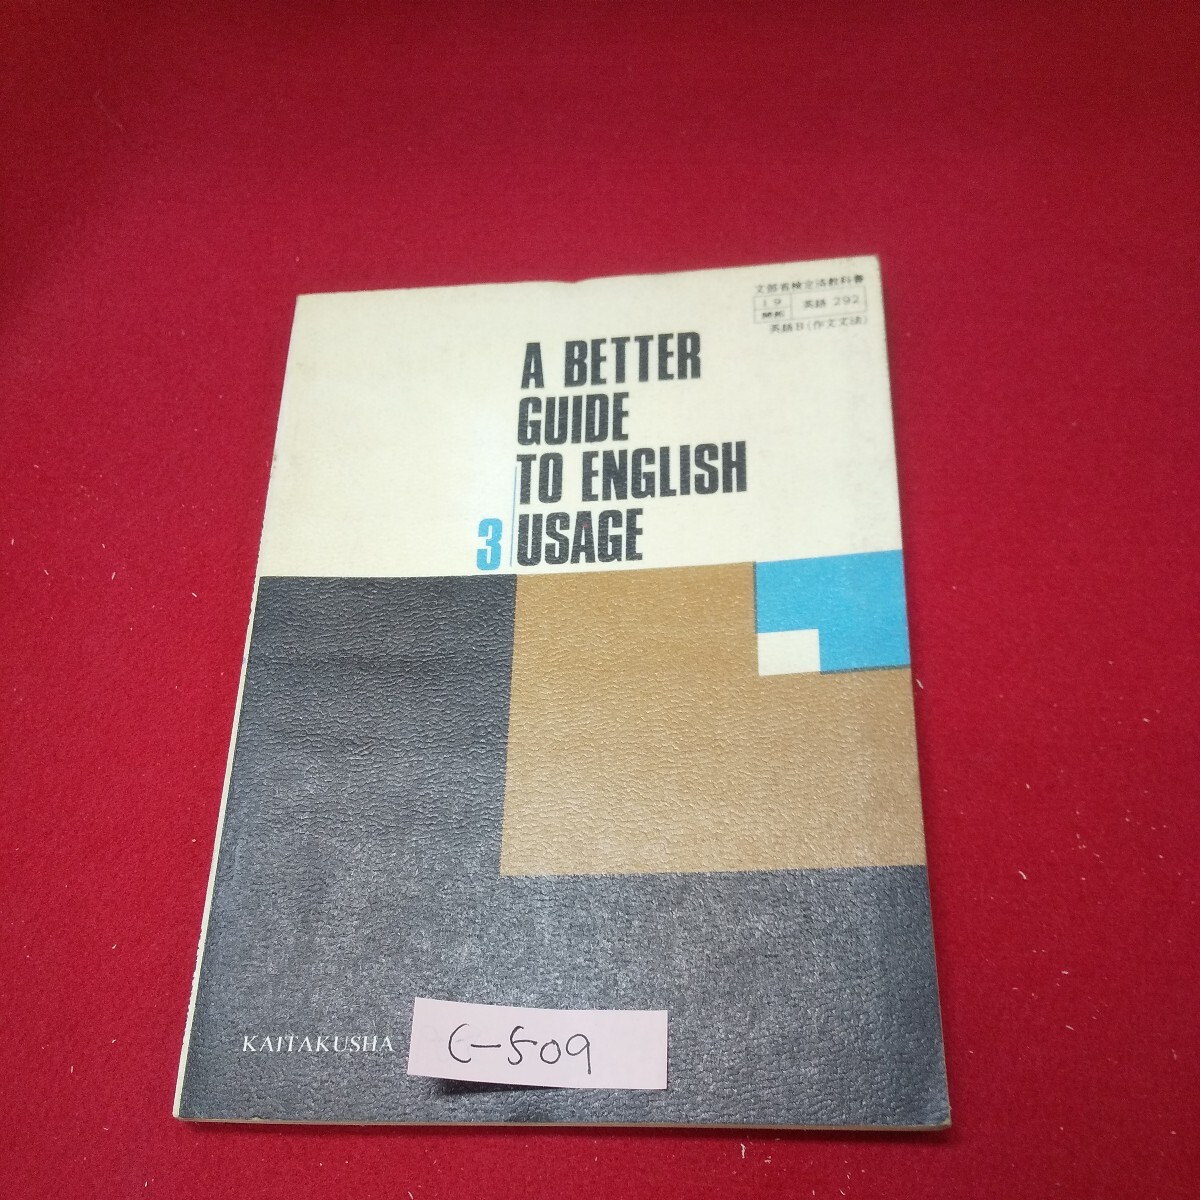 文部省検定済教科書
19 英語 292
開拓
英語B(作文文法)
A BETTER
GUIDE
TO ENGLISH
3 USAGE
KAITAKUSHA
C-509